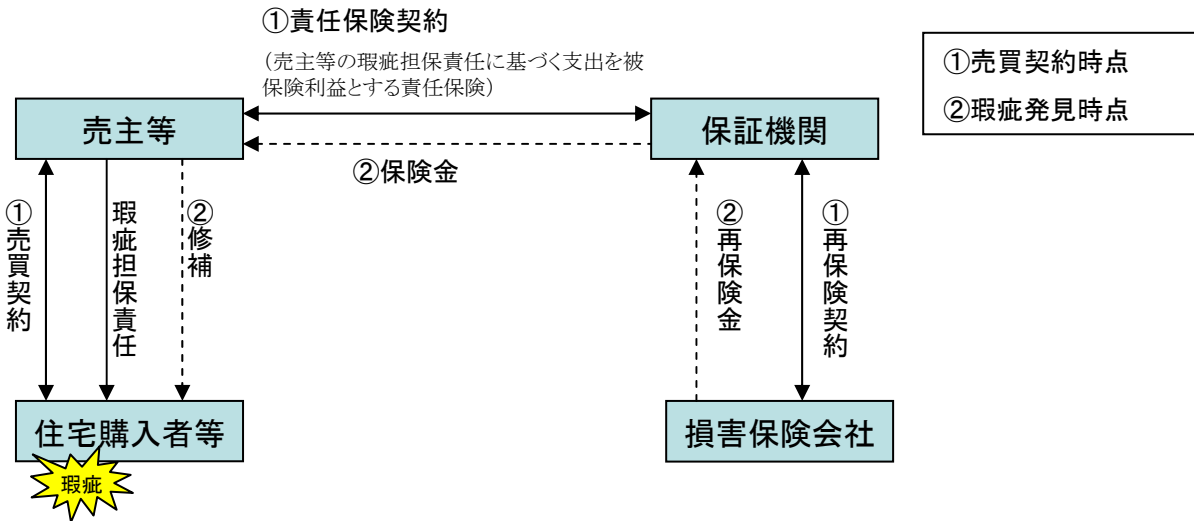 ①責任保険契約
（売主等の瑕疵担保責任に基づく支出を被
保険利益とする責任保険）
①売買契約時点
②瑕疵発見時点
売主等
保証機関
②保険金
①売買契約
瑕疵担保責任
②修補
②再保険金
①再保険契約
住宅購入者等
損害保険会社
瑕疵